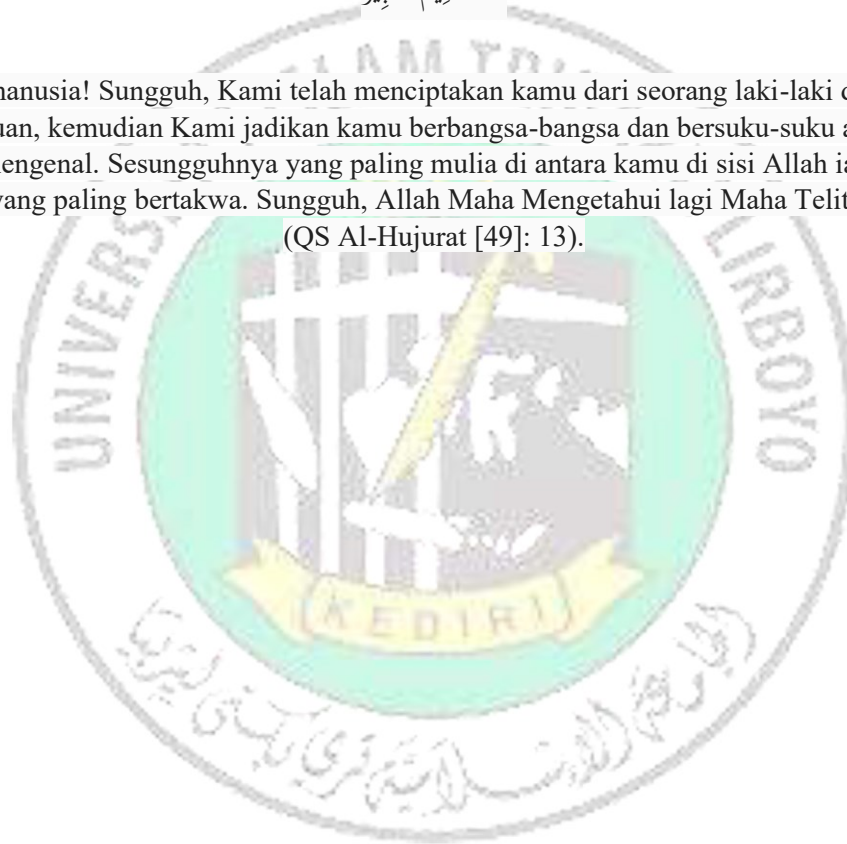 manusia! Sungguh, Kami telah menciptakan kamu dari seorang laki-laki d
uan, kemudian Kami jadikan kamu berbangsa-bangsa dan bersuku-suku a
nengenal. Sesungguhnya yang paling mulia di antara kamu di sisi Allah ia
yang paling bertakwa. Sungguh, Allah Maha Mengetahui lagi Maha Telit
(QS Al-Hujurat [49]: 13).
UNIVERS
LIRBOYO
KEDIRI